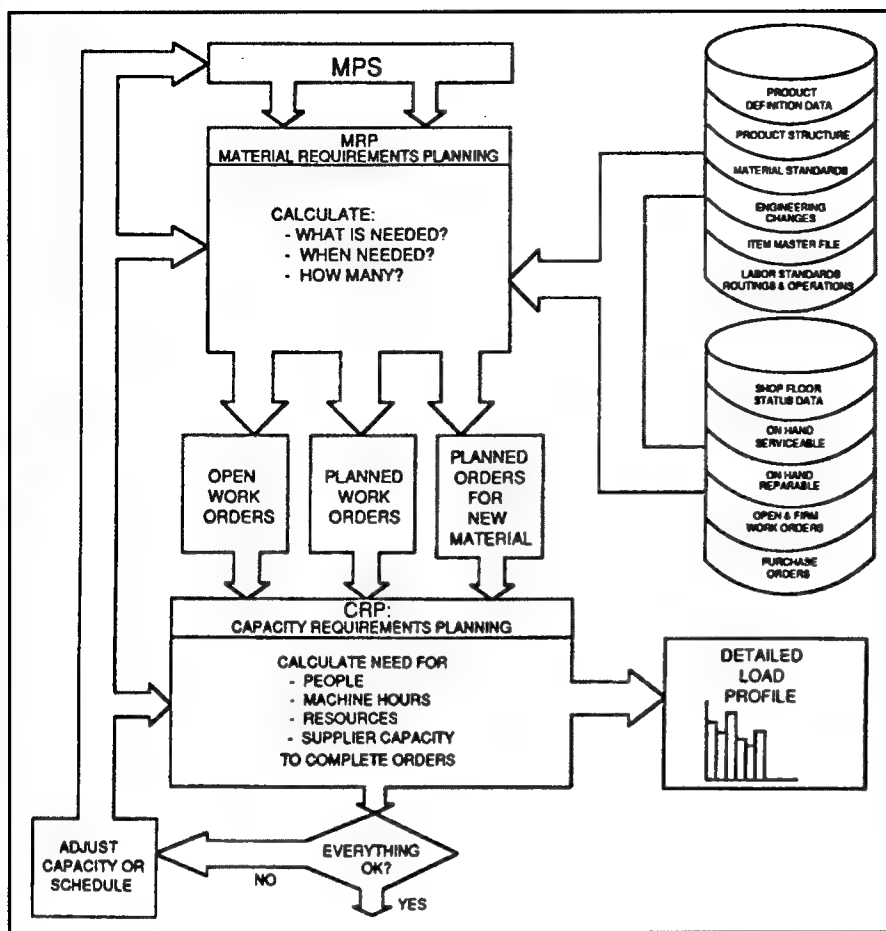 MPS
MRP
MATERIAL REQUIREMENTS PLANNING
CALCULATE:
- WHAT IS NEEDED?
- WHEN NEEDED?
- HOW MANY?
OPEN
WORK
ORDERS
PLANNED
WORK
ORDERS
PLANNED
ORDERS
FOR
NEW
MATERIAL
CRP:
CAPACITY REQUIREMENTS PLANNING
CALCULATE NEED FOR
- PEOPLE
- MACHINE HOURS
- RESOURCES
- SUPPLIER CAPACITY
TO COMPLETE ORDERS
EVERYTHING
OK?
NO
YES
ADJUST
CAPACITY OR
SCHEDULE
PRODUCT
DEFINITION DATA
PRODUCT STRUCTURE
MATERIAL STANDARDS
ENGINEERING
CHANGES
ITEM MASTER FILE
LABOR STANDARDS
ROUTINGS & OPERATIONS
SHOP FLOOR
STATUS DATA
ON HAND
SERVICEABLE
ON HAND
REPARABLE
OPEN & FIRM
WORK ORDERS
PURCHASE
ORDERS
DETAILED
LOAD
PROFILE